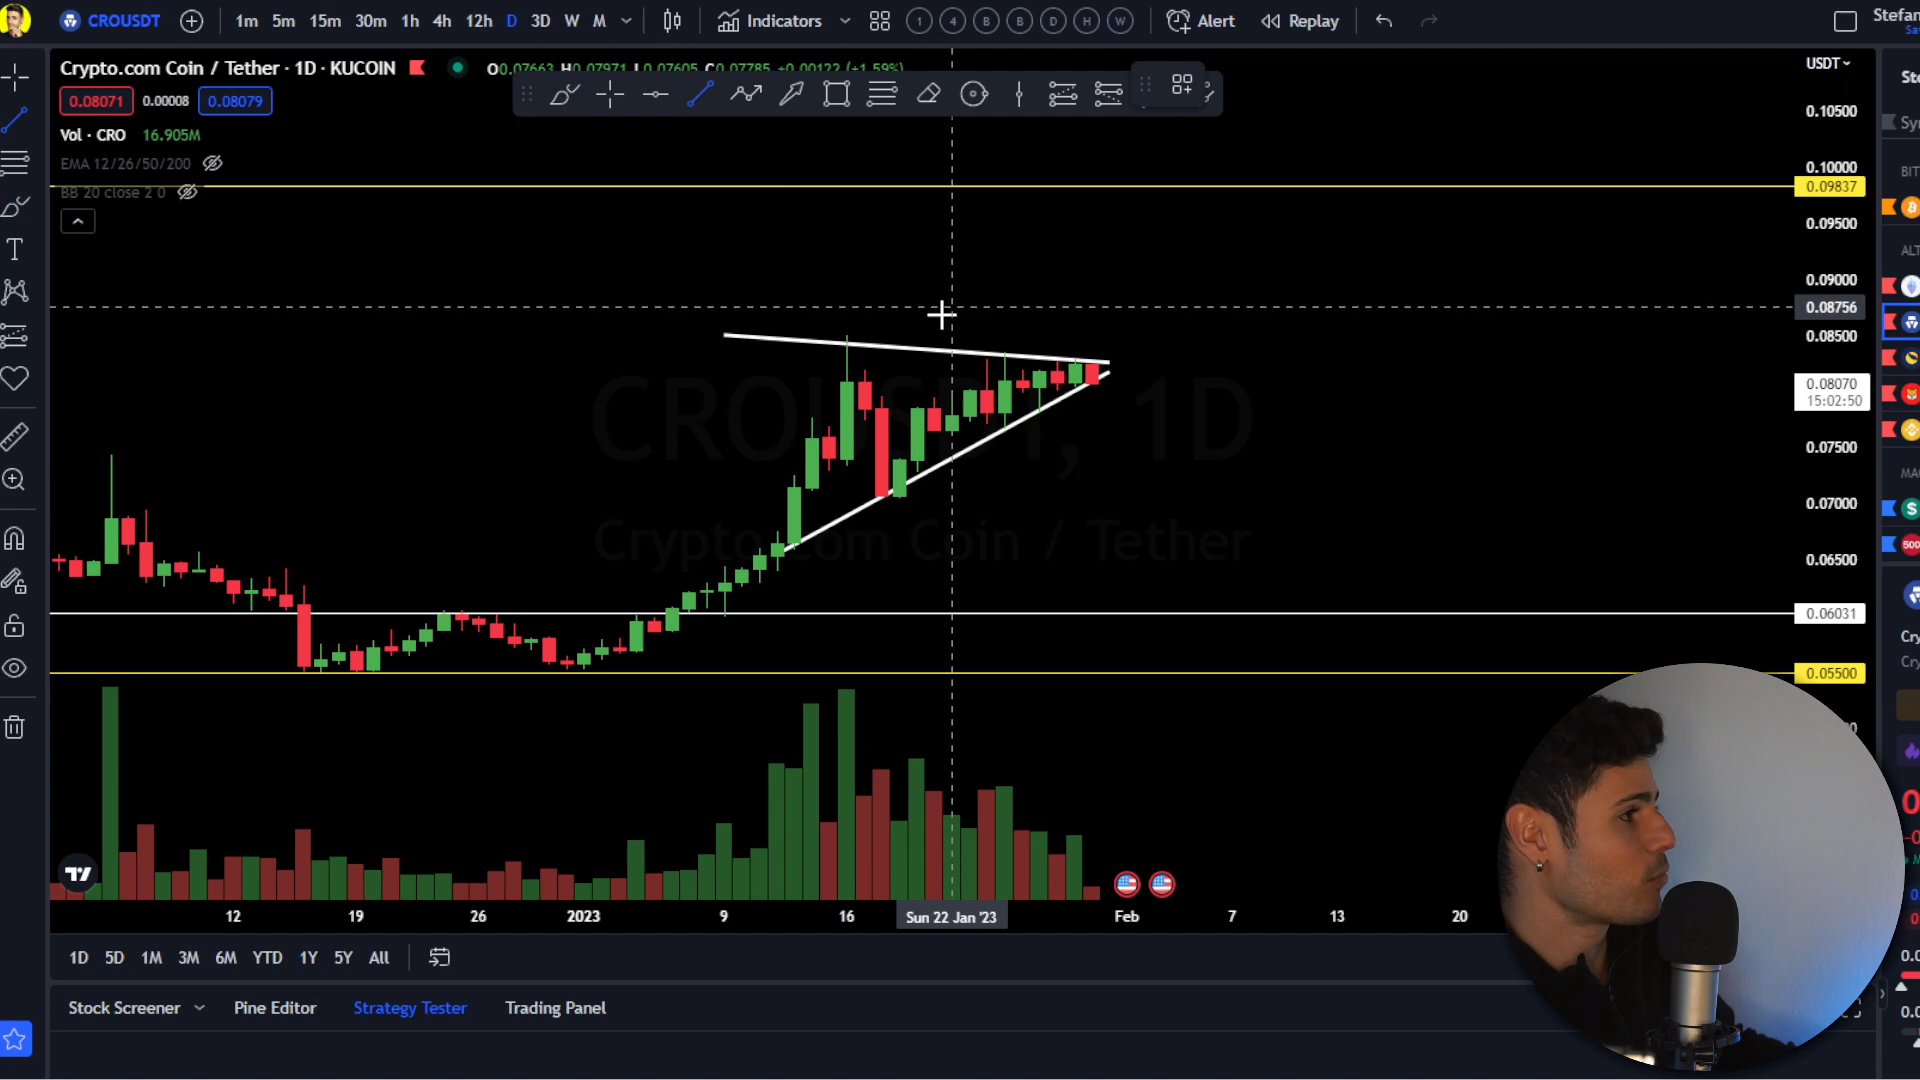 CROUSDT 1m 5m 15m 30m 1h 4h 12h D 3D W M Indicators 1 4 B B D H W Alert Replay Stefan
Crypto.com Coin / Tether · 1D · KUCOIN O0.07663 H0.07971 L0.07605 C0.07785 +0.00122 (+1.59%)
USDT
0.08071 0.00008 0.08079
Vol · CRO 16.905M
EMA 12/26/50/200
BB 20 close 2 0
0.10500
0.10000
0.09837
0.09500
0.09000
0.08756
0.08500
0.08070
15:02:50
0.07500
0.07000
0.06500
0.06031
0.05500
CROUSDT, 1D
Crypto.com Coin / Tether
12 19 26 2023 9 16 Sun 22 Jan '23 Feb 7 13 20
1D 5D 1M 3M 6M YTD 1Y 5Y All
Stock Screener Pine Editor Strategy Tester Trading Panel
500